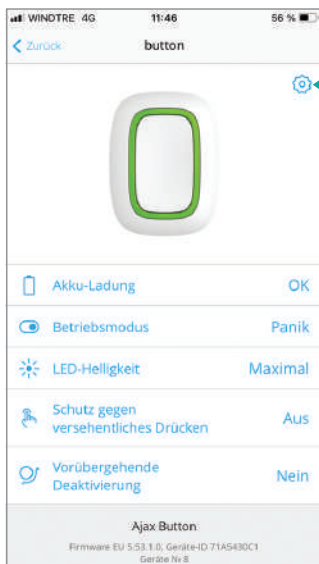 WINDTRE 4G 11:46 56 %
Zurück button
Akku-Ladung OK
Betriebsmodus Panik
LED-Helligkeit Maximal
Schutz gegen
versehentliches Drücken Aus
Vorübergehende
Deaktivierung Nein
Ajax Button
Firmware EU 5.53.1.0, Geräte-ID 71A5430C1
Geräte № 8